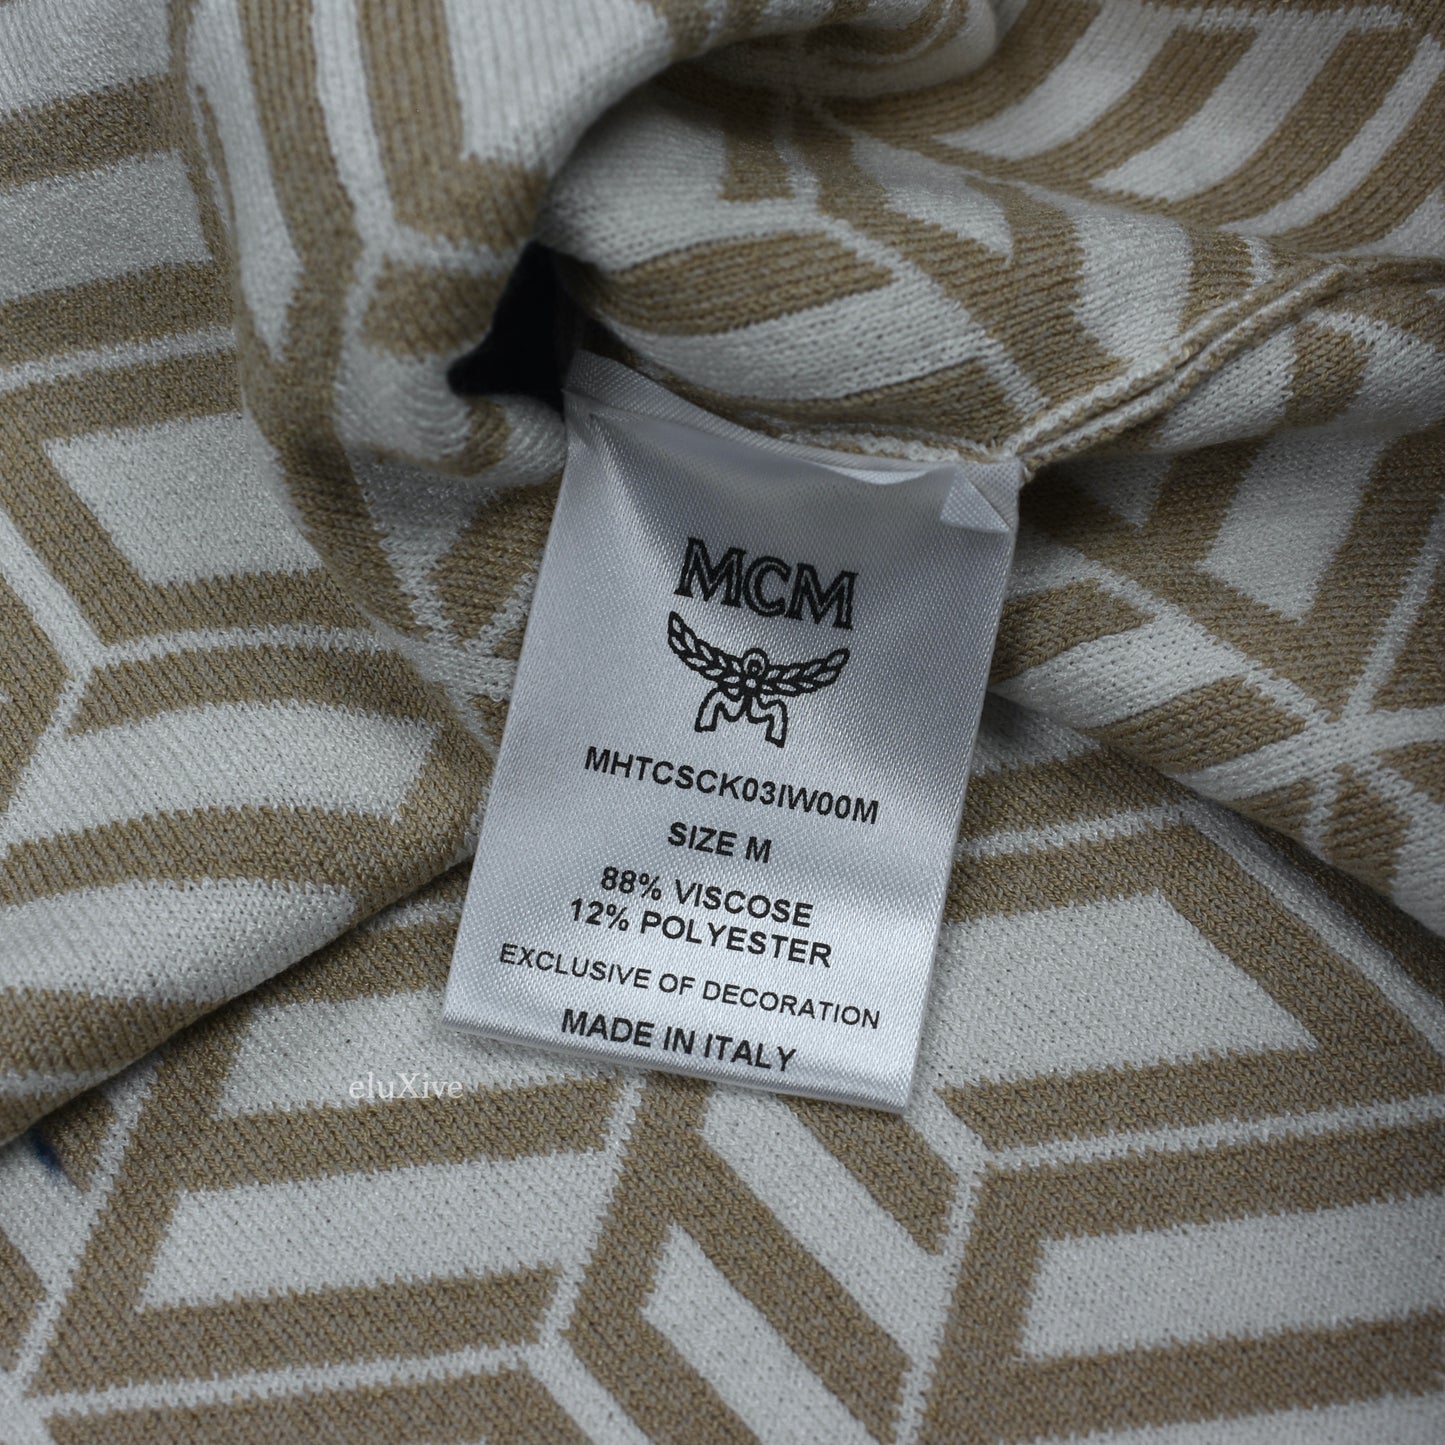 MCM
MHTCSCK03IW00M
SIZE M
88% VISCOSE
12% POLYESTER
EXCLUSIVE OF DECORATION
MADE IN ITALY
eluXive